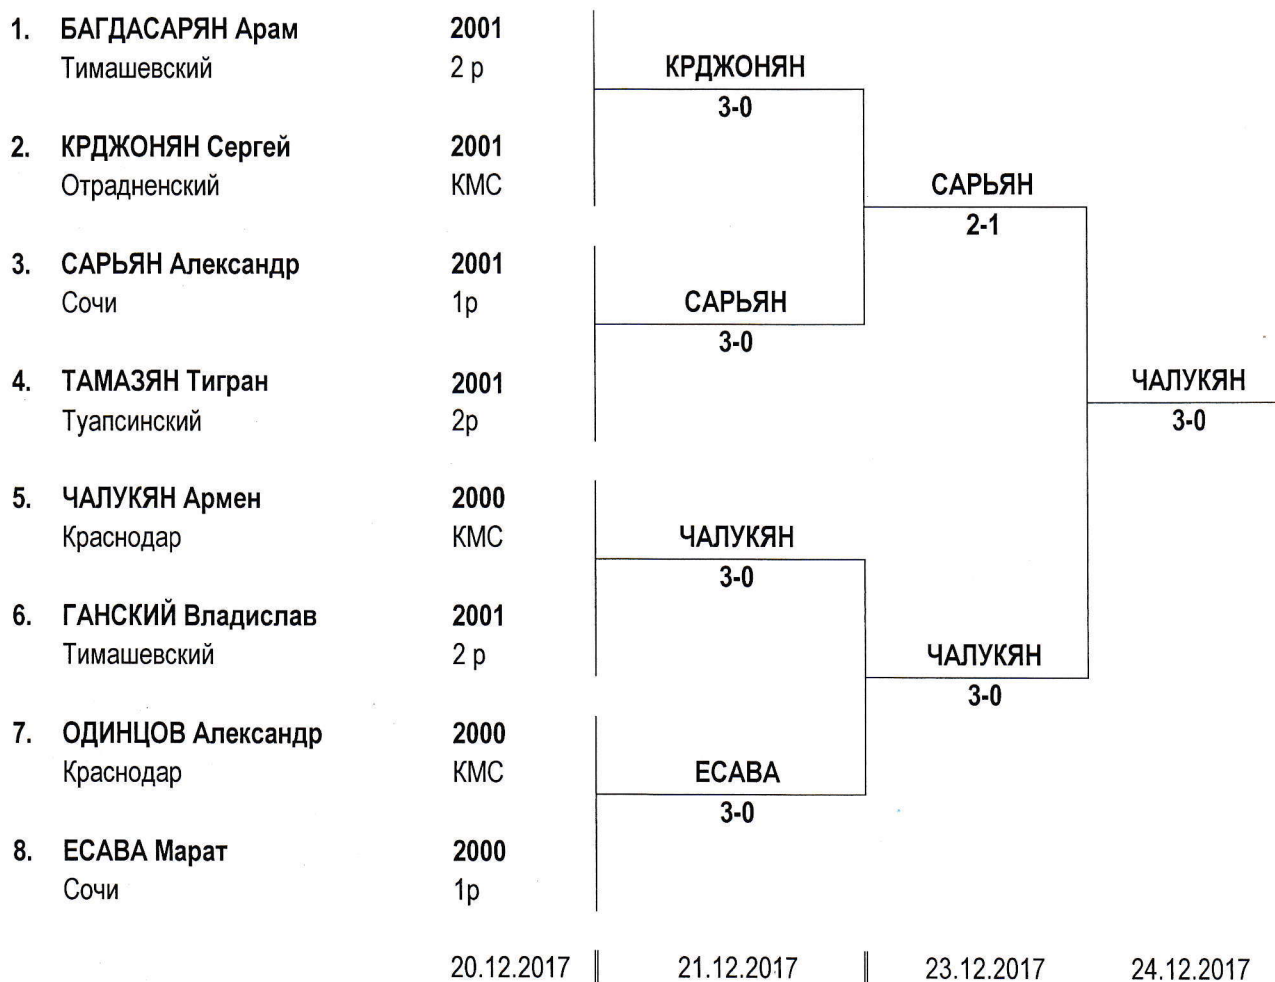 1. БАГДАСАРЯН Арам 2001
Тимашевский 2 р
КРДЖОНЯН
3-0
2. КРДЖОНЯН Сергей 2001
Отрадненский КМС
САРЬЯН
2-1
3. САРЬЯН Александр 2001
Сочи 1р
САРЬЯН
3-0
4. ТАМАЗЯН Тигран 2001
Туапсинский 2р
ЧАЛУКЯН
3-0
5. ЧАЛУКЯН Армен 2000
Краснодар КМС
ЧАЛУКЯН
3-0
6. ГАНСКИЙ Владислав 2001
Тимашевский 2 р
ЧАЛУКЯН
3-0
7. ОДИНЦОВ Александр 2000
Краснодар КМС
ЕСАВА
3-0
8. ЕСАВА Марат 2000
Сочи 1р
20.12.2017 21.12.2017 23.12.2017 24.12.2017